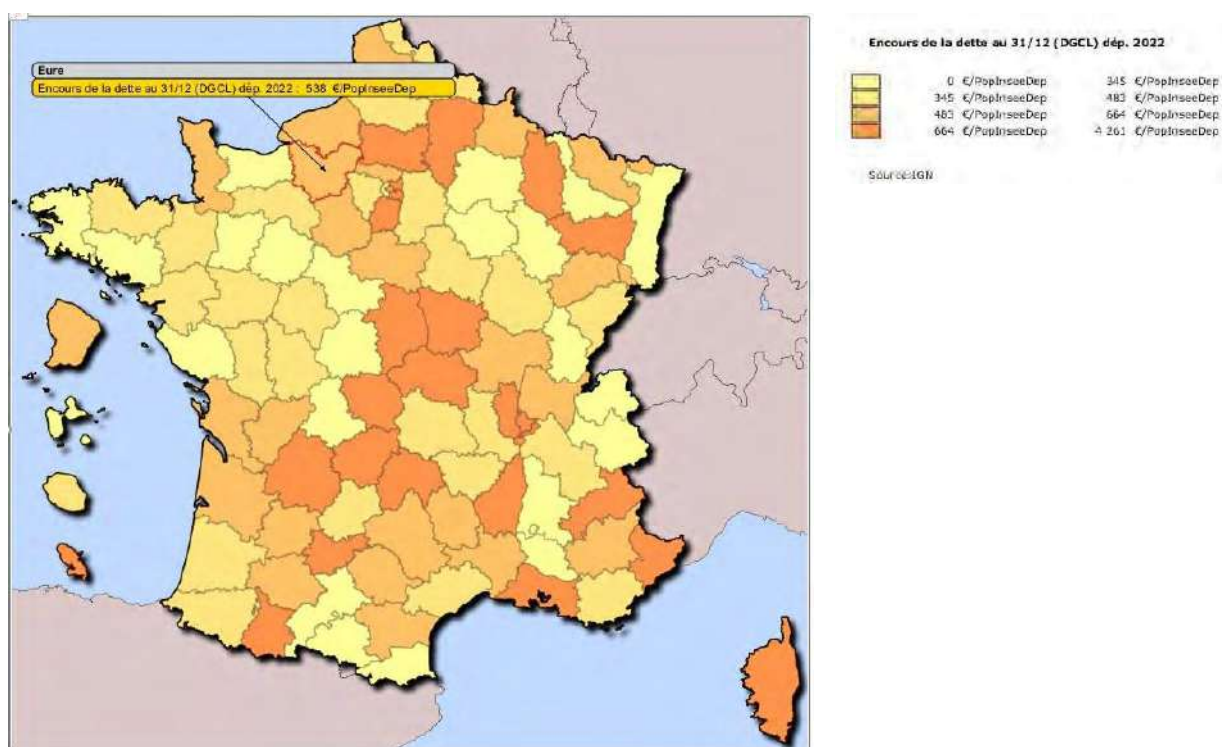 Eure
Encours de la dette au 31/12 (DGCL) dép. 2022 : 538 €/PopInseeDep
Encours de la dette au 31/12 (DGCL) dép. 2022
0 €/PopInseeDep 345 €/PopInseeDep
345 €/PopInseeDep 483 €/PopInseeDep
483 €/PopInseeDep 664 €/PopInseeDep
664 €/PopInseeDep 4 261 €/PopInseeDep
Source:IGN